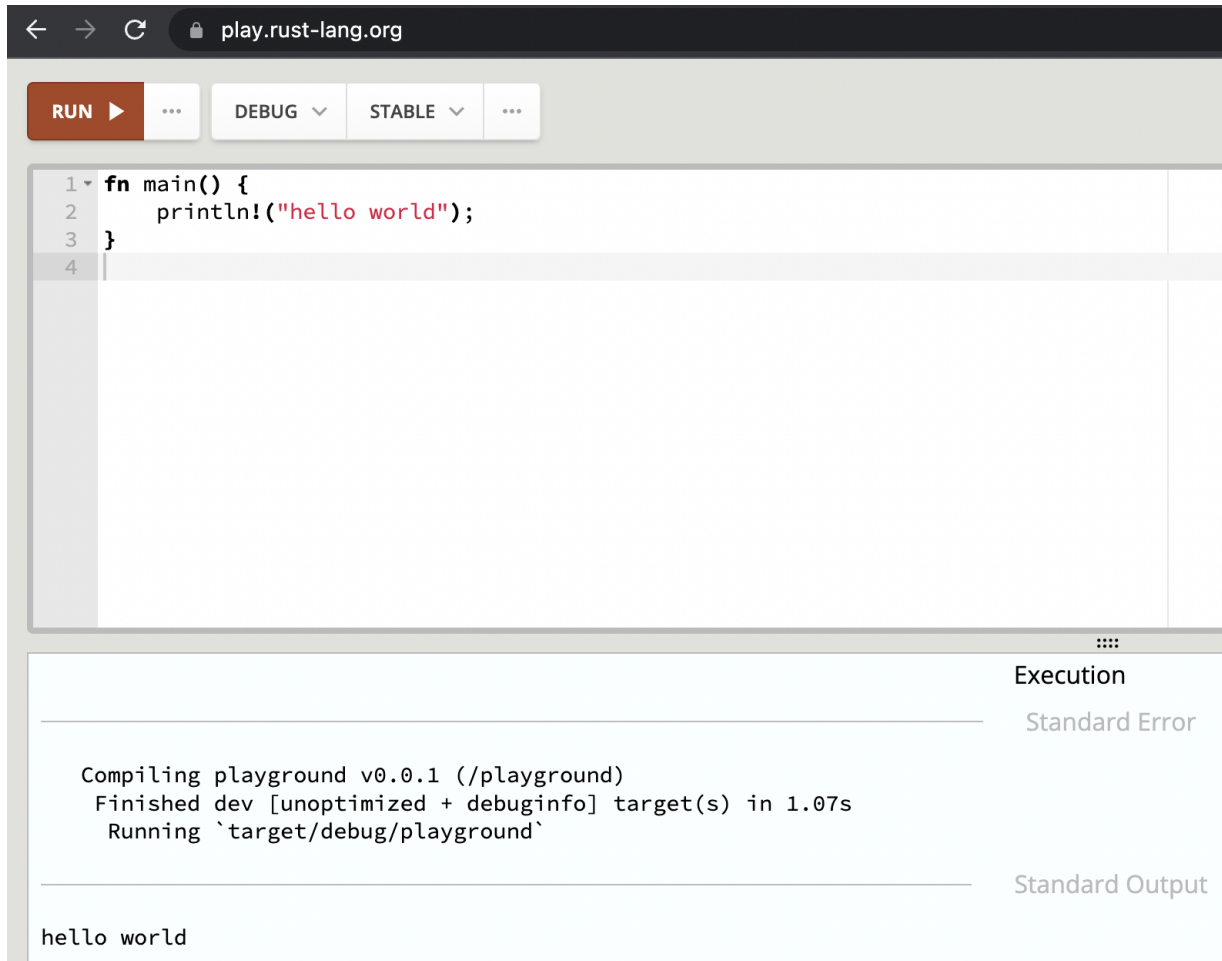 play.rust-lang.org
RUN ···
DEBUG STABLE ···
1 fn main() {
2     println!("hello world");
3 }
4
Execution
Standard Error
   Compiling playground v0.0.1 (/playground)
    Finished dev [unoptimized + debuginfo] target(s) in 1.07s
     Running `target/debug/playground`
Standard Output
hello world